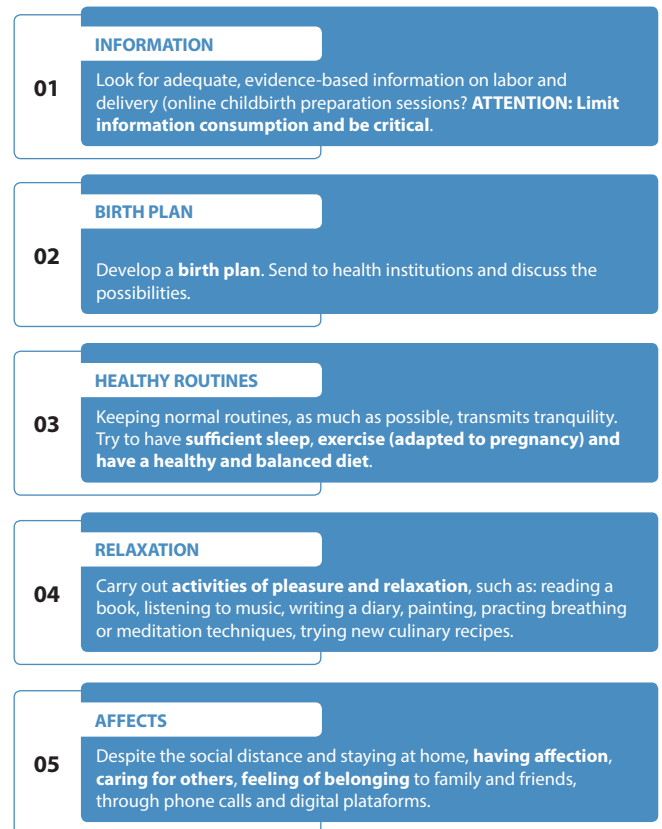 INFORMATION
01
Look for adequate, evidence-based information on labor and
delivery (online childbirth preparation sessions? ATTENTION: Limit
information consumption and be critical.
BIRTH PLAN
02
Develop a birth plan. Send to health institutions and discuss the
possibilities.
HEALTHY ROUTINES
03
Keeping normal routines, as much as possible, transmits tranquility.
Try to have sufficient sleep, exercise (adapted to pregnancy) and
have a healthy and balanced diet.
RELAXATION
04
Carry out activities of pleasure and relaxation, such as: reading a
book, listening to music, writing a diary, painting, practing breathing
or meditation techniques, trying new culinary recipes.
AFFECTS
05
Despite the social distance and staying at home, having affection,
caring for others, feeling of belonging to family and friends,
through phone calls and digital plataforms.